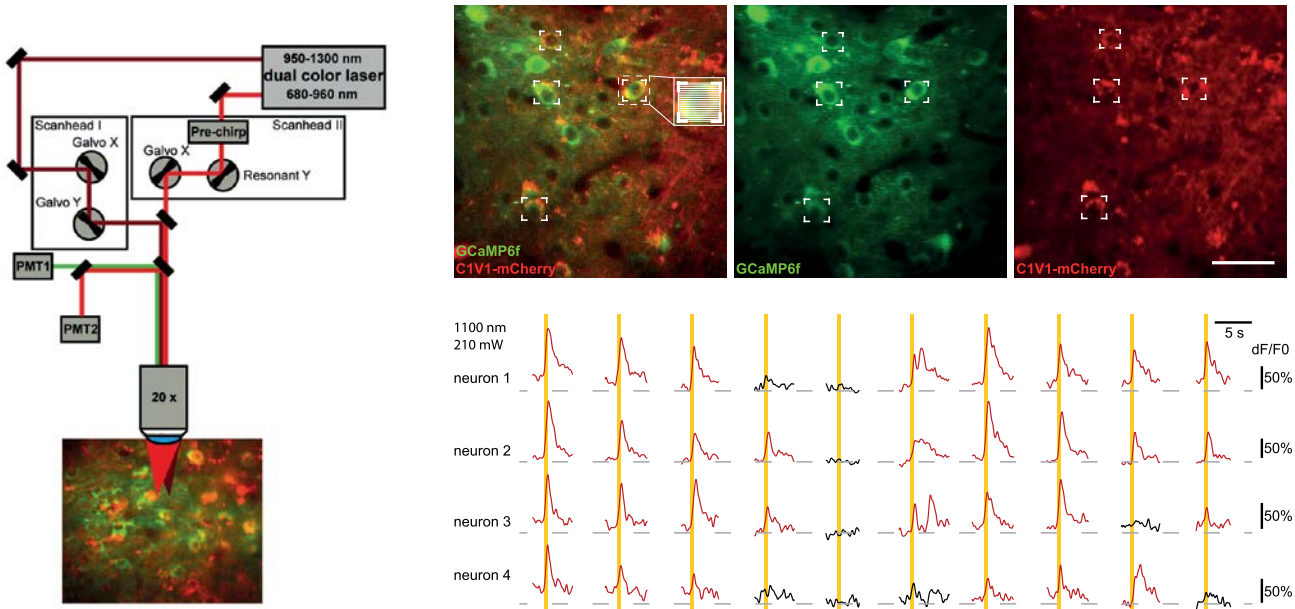 950-1300 nm
dual color laser
680-960 nm
Scanhead I
Scanhead II
Galvo X
Pre-chirp
Galvo X
Resonant Y
Galvo Y
PMT1
PMT2
20 x
GCaMP6f
C1V1-mCherry
GCaMP6f
C1V1-mCherry
1100 nm
210 mW
5 s
dF/F0
neuron 1
50%
neuron 2
50%
neuron 3
50%
neuron 4
50%